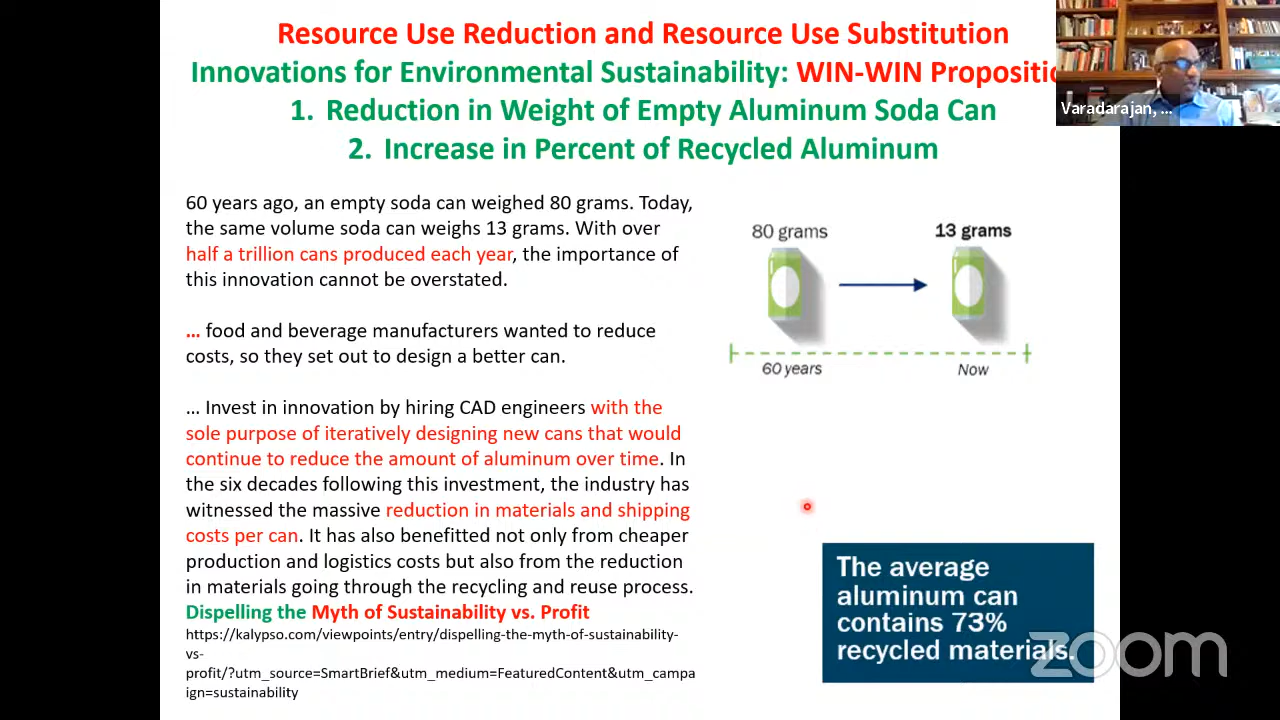 Resource Use Reduction and Resource Use Substitution
Innovations for Environmental Sustainability: WIN-WIN
1. Reduction in Weight of Empty Aluminum Soda Can
2. Increase in Percent of Recycled Aluminum
Varadarajan, ...
60 years ago, an empty soda can weighed 80 grams. Today,
the same volume soda can weighs 13 grams. With over
half a trillion cans produced each year, the importance of
this innovation cannot be overstated.
... food and beverage manufacturers wanted to reduce
costs, so they set out to design a better can.
... Invest in innovation by hiring CAD engineers with the
sole purpose of iteratively designing new cans that would
continue to reduce the amount of aluminum over time. In
the six decades following this investment, the industry has
witnessed the massive reduction in materials and shipping
costs per can. It has also benefitted not only from cheaper
production and logistics costs but also from the reduction
in materials going through the recycling and reuse process.
Dispelling the Myth of Sustainability vs. Profit
https://kalypso.com/viewpoints/entry/dispelling-the-myth-of-sustainability-
vs-
profit/?utm_source=SmartBrief&utm_medium=FeaturedContent&utm_campa
ign=sustainability
80 grams
13 grams
60 years
Now
The average
aluminum can
contains 73%
recycled materials.
zoom